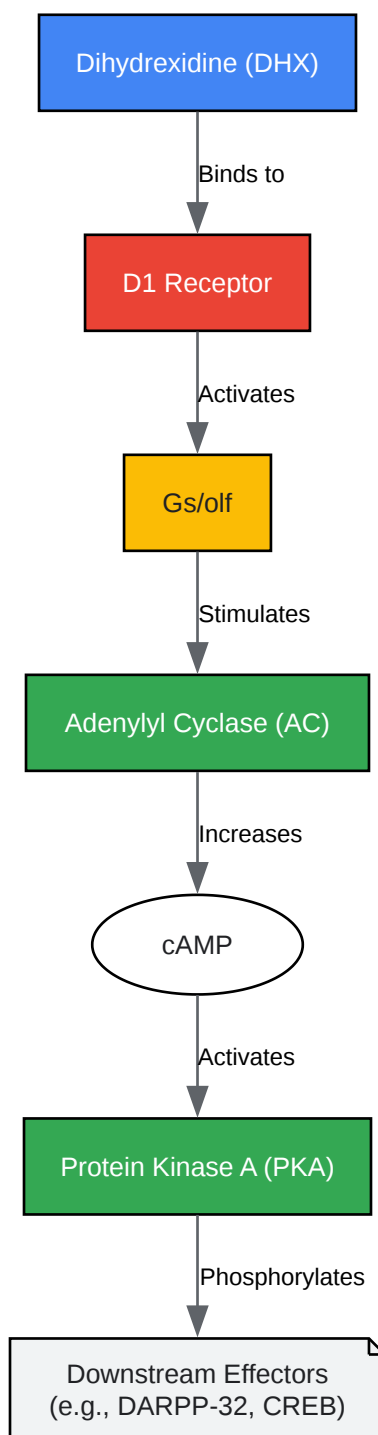 Dihydrexidine (DHX)
Binds to
D1 Receptor
Activates
Gs/olf
Stimulates
Adenylyl Cyclase (AC)
Increases
cAMP
Activates
Protein Kinase A (PKA)
Phosphorylates
Downstream Effectors
(e.g., DARPP-32, CREB)